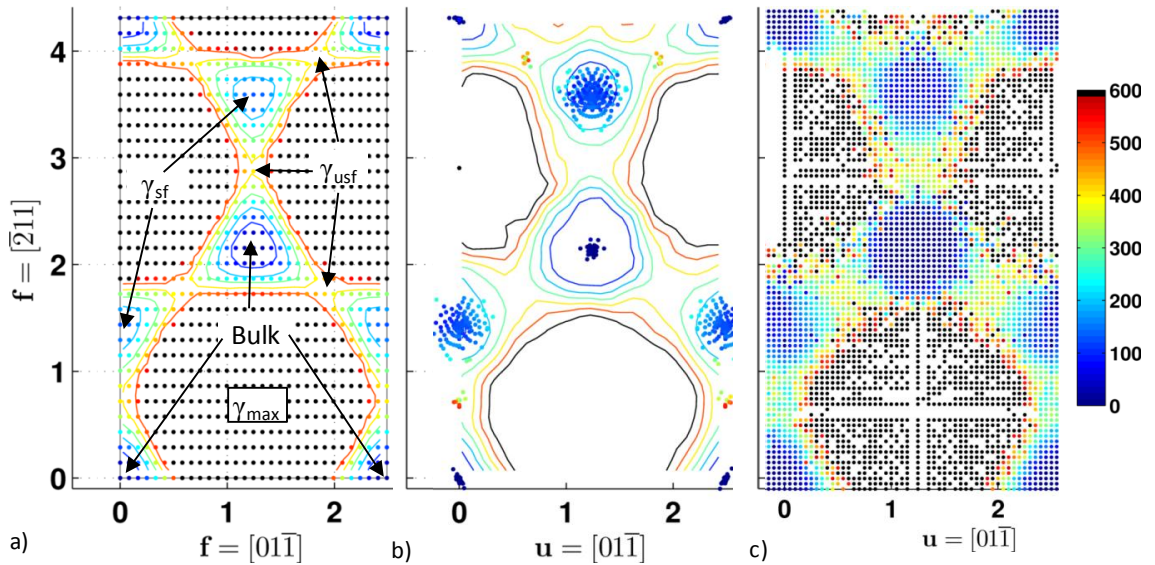 4
3
2
1
0
f = [2̅11]
γsf
γusf
Bulk
γmax
0 1 2
f = [011̅]
a)
0 1 2
u = [011̅]
b)
0 1 2
u = [011̅]
c)
600
500
400
300
200
100
0